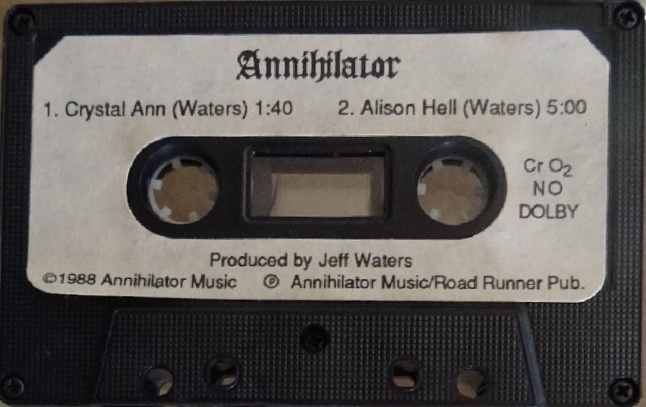 Annihilator
1. Crystal Ann (Waters) 1:40 2. Alison Hell (Waters) 5:00
Cr O2
NO
DOLBY
Produced by Jeff Waters
©1988 Annihilator Music ℗ Annihilator Music/Road Runner Pub.